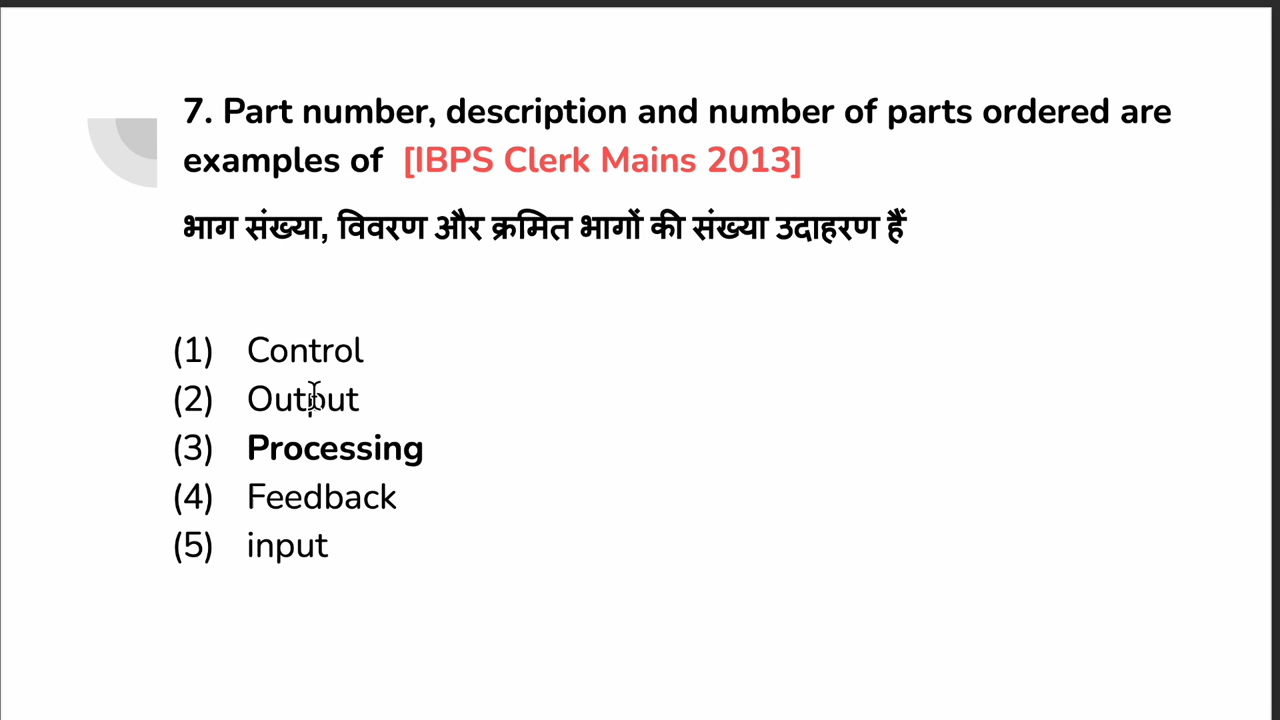 7. Part number, description and number of parts ordered are
examples of [IBPS Clerk Mains 2013]
भाग संख्या, विवरण और क्रमित भागों की संख्या उदाहरण हैं
(1) Control
(2) Output
(3) Processing
(4) Feedback
(5) input